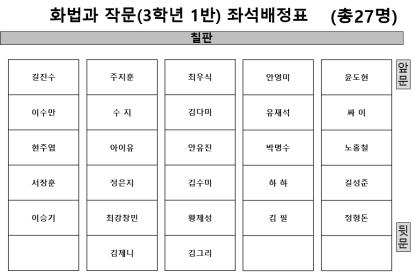 화법과 작문(3학년 1반) 좌석배정표 (총27명)
칠판
앞문
길진수 주지훈 최우식 안영미 윤도현
이수만 수 지 김다미 유재석 싸 이
현주엽 아이유 안유진 박명수 노홍철
서장훈 정은지 김수미 하 하 길성준
이승기 최강창민 황제성 김 필 정형돈
뒷문
김제니 김그리